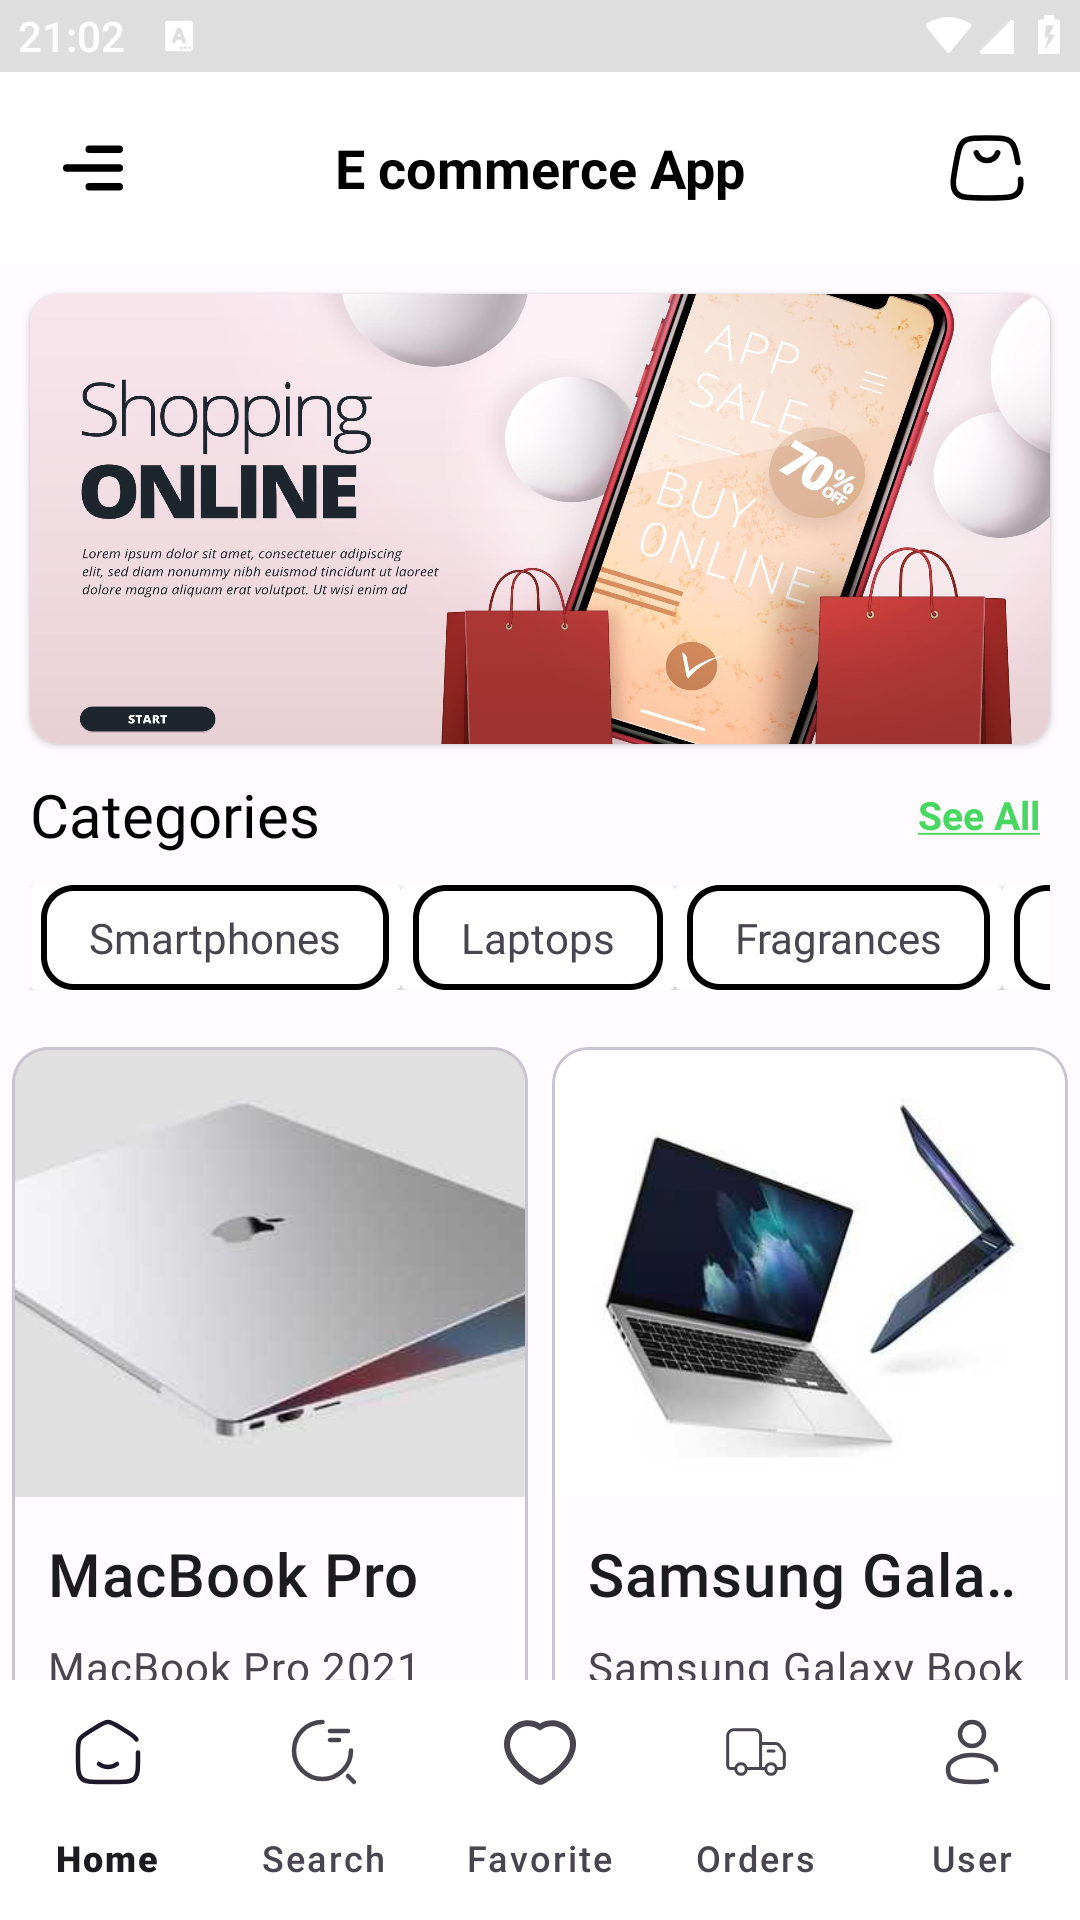 21:02
E commerce App
Shopping
ONLINE
Lorem ipsum dolor sit amet, consectetuer adipiscing
elit, sed diam nonummy nibh euismod tincidunt ut laoreet
dolore magna aliquam erat volutpat. Ut wisi enim ad
START
APP
SALE
70%
OFF
BUY
ONLINE
Categories
See All
Smartphones
Laptops
Fragrances
MacBook Pro
Samsung Gala..
MacBook Pro 2021
Samsung Galaxy Book
Home
Search
Favorite
Orders
User